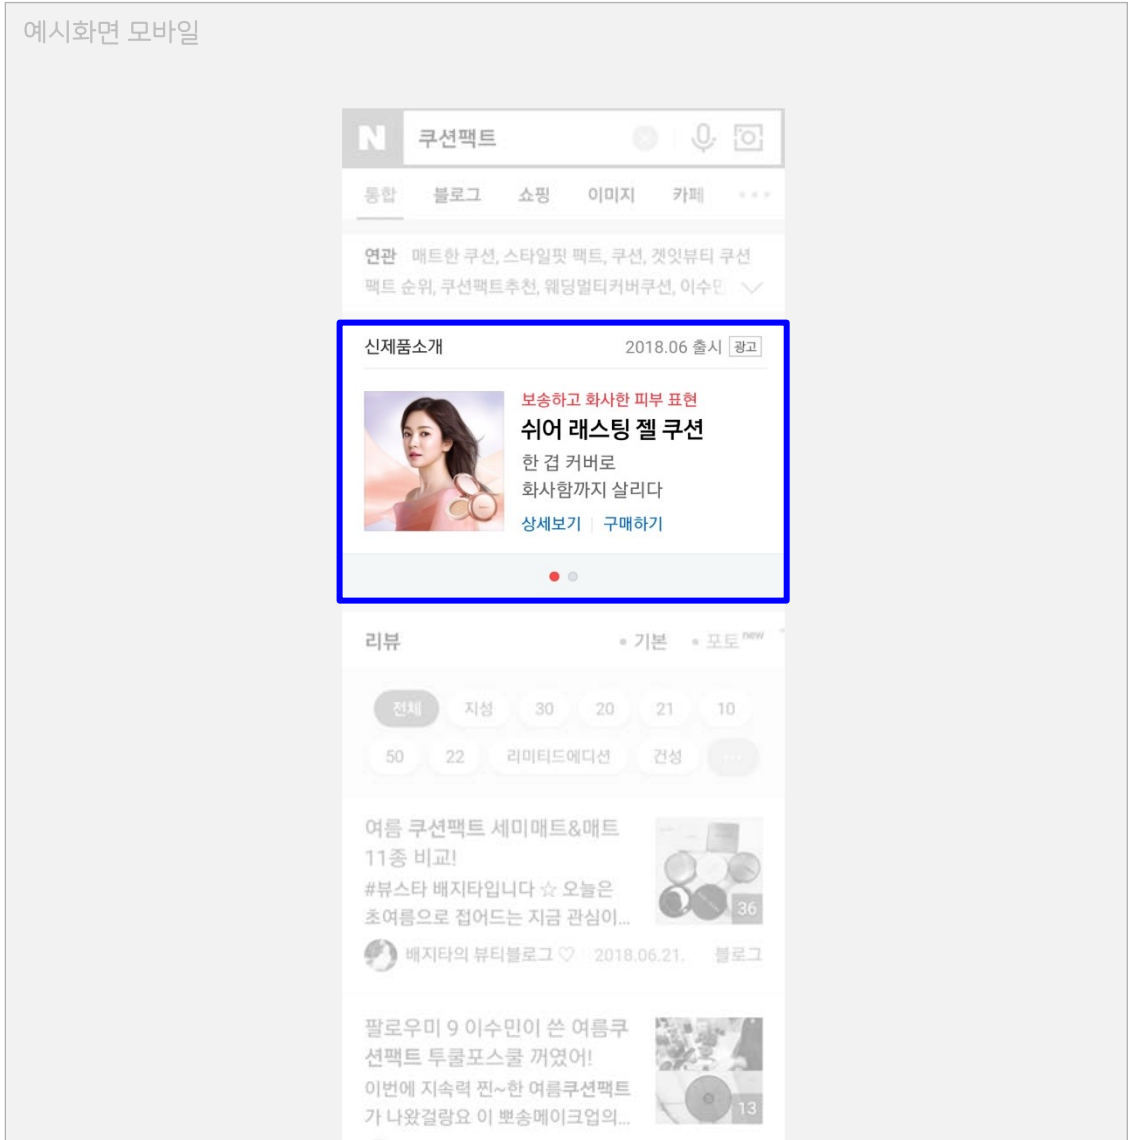 예시화면 모바일
N 쿠션팩트
통합 블로그 쇼핑 이미지 카페
연관 매트한 쿠션, 스타일핏 팩트, 쿠션, 겟잇뷰티 쿠션
팩트 순위, 쿠션팩트추천, 웨딩멀티커버쿠션, 이수민
신제품소개 2018.06 출시 광고
보송하고 화사한 피부 표현
쉬어 래스팅 젤 쿠션
한 겹 커버로
화사함까지 살리다
상세보기 구매하기
리뷰 • 기본 • 포토 new
전체 지성 30 20 21 10
50 22 리미티드에디션 건성 ...
여름 쿠션팩트 세미매트&매트
11종 비교!
#뷰스타 배지타입니다 ☆ 오늘은
초여름으로 접어드는 지금 관심이...
36
배지타의 뷰티블로그 ♡ 2018.06.21. 블로그
팔로우미 9 이수민이 쓴 여름쿠
션팩트 투쿨포스쿨 꺼였어!
이번에 지속력 찐~한 여름쿠션팩트
가 나왔걸랑요 이 뽀송메이크업의...
13